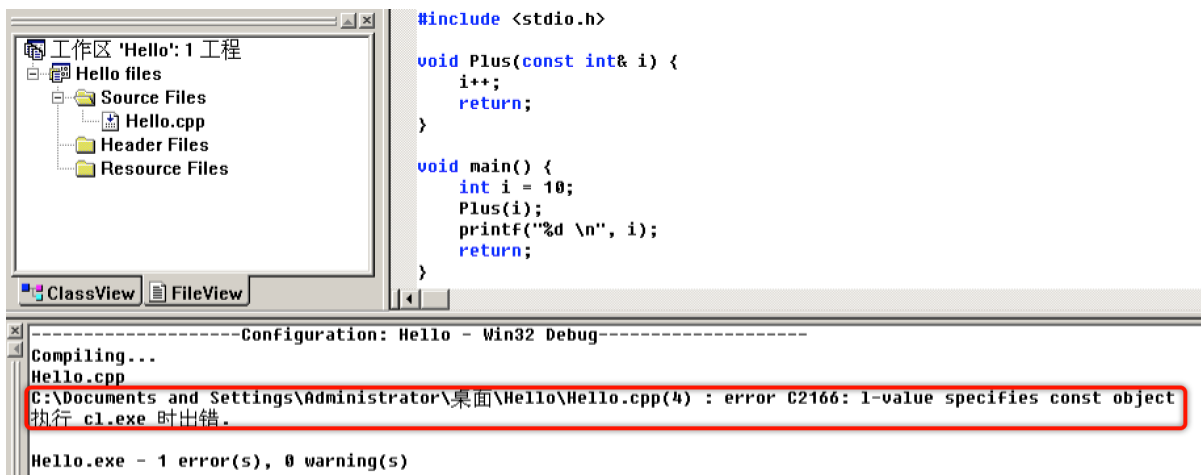 工作区 'Hello': 1 工程
Hello files
Source Files
Hello.cpp
Header Files
Resource Files
ClassView
FileView
#include <stdio.h>
void Plus(const int& i) {
    i++;
    return;
}
void main() {
    int i = 10;
    Plus(i);
    printf("%d \n", i);
    return;
}
--------------------Configuration: Hello - Win32 Debug--------------------
Compiling...
Hello.cpp
C:\Documents and Settings\Administrator\桌面\Hello\Hello.cpp(4) : error C2166: l-value specifies const object
执行 cl.exe 时出错.
Hello.exe - 1 error(s), 0 warning(s)